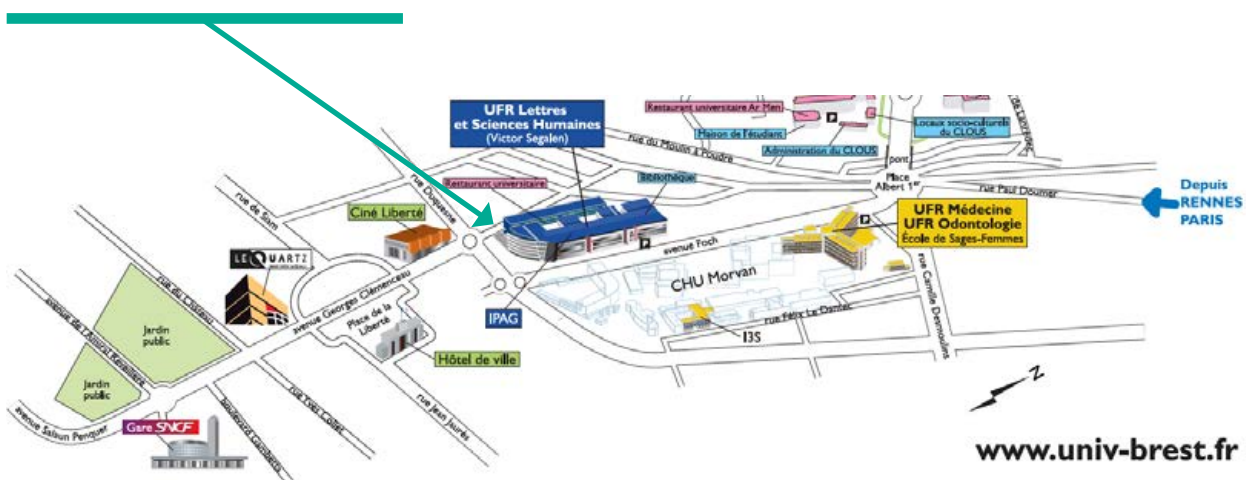 UFR Lettres
et Sciences Humaines
(Victor Segalen)
Restaurant universitaire Ar Men
Maison de l'étudiant
P
Locaux socio-culturels
du CLOUS
Administration du CLOUS
rue du Moulin à Poudre
pont
Place
Albert 1er
rue Paul Doumer
Depuis
RENNES
PARIS
Restaurant universitaire
Bibliothèque
rue Duquesne
rue de Siam
Ciné Liberté
P
UFR Médecine
UFR Odontologie
École de Sages-Femmes
P
avenue Foch
LE QUARTZ
CHU Morvan
rue Camille Desmoulins
avenue Georges Clémenceau
rue du Château
IPAG
rue Félix Le Dantec
I3S
Place de la
Liberté
Hôtel de ville
Jardin
public
avenue de l'Amiral Réveillère
Jardin
public
N
avenue Salaun Penquer
Gare SNCF
boulevard Gambetta
rue Yves Collet
rue Jean Jaurès
www.univ-brest.fr